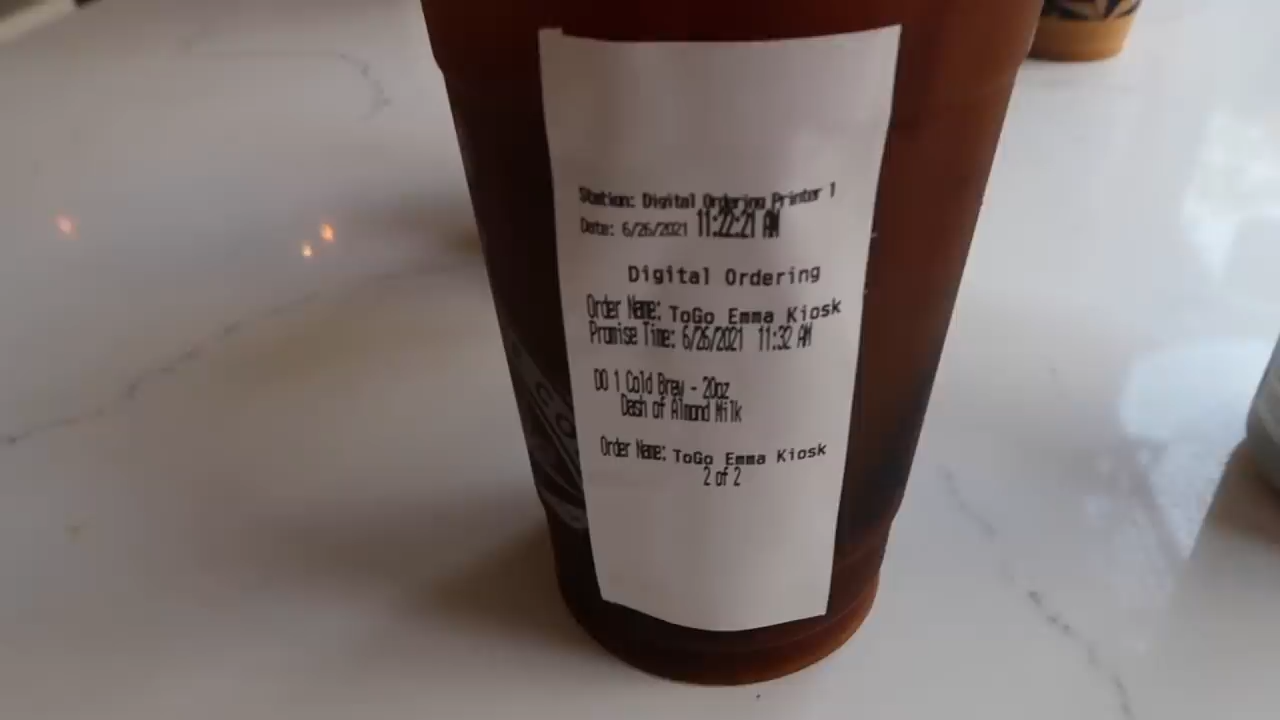 Station: Digital Ordering Printer 1
Date: 6/26/2021 11:22:21 AM
Digital Ordering
Order Name: ToGo Emma Kiosk
Promise Time: 6/26/2021 11:32 AM
DO 1 Cold Brew - 20oz
Dash of Almond Milk
Order Name: ToGo Emma Kiosk
2 of 2